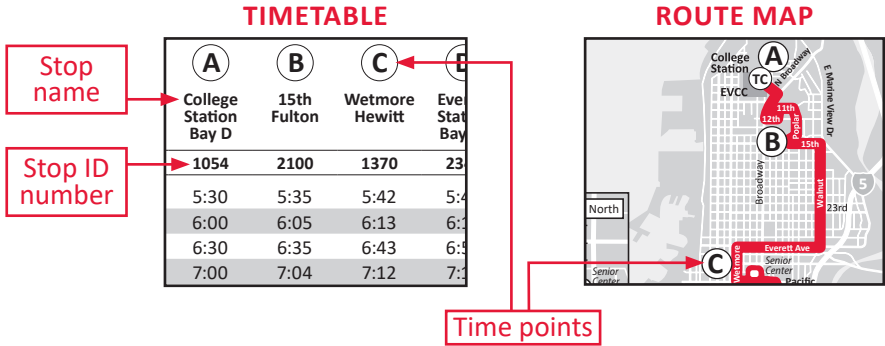 TIMETABLE
ROUTE MAP
Stop
name
Stop ID
number
A
B
C
College
Station
Bay D
15th
Fulton
Wetmore
Hewitt
1054 2100 1370
5:30 5:35 5:42
6:00 6:05 6:13
6:30 6:35 6:43
7:00 7:04 7:12
Time points
College
Station
A
TC
EVCC
N Broadway
E Marine View Dr
11th
12th
Poplar
B
15th
Broadway
Walnut
5
23rd
North
Everett Ave
C
Wetmore
Senior
Center
Senior
Center
Pacific